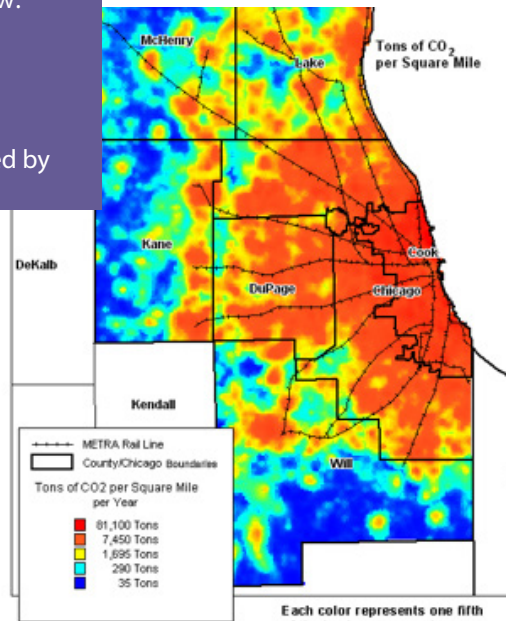 w.
ed by
Tons of CO2
per Square Mile
McHenry
Lake
Kane
Cook
DeKalb
DuPage
Chicago
Kendall
Will
METRA Rail Line
County/Chicago Boundaries
Tons of CO2 per Square Mile
per Year
81,100 Tons
7,450 Tons
1,695 Tons
290 Tons
35 Tons
Each color represents one fifth